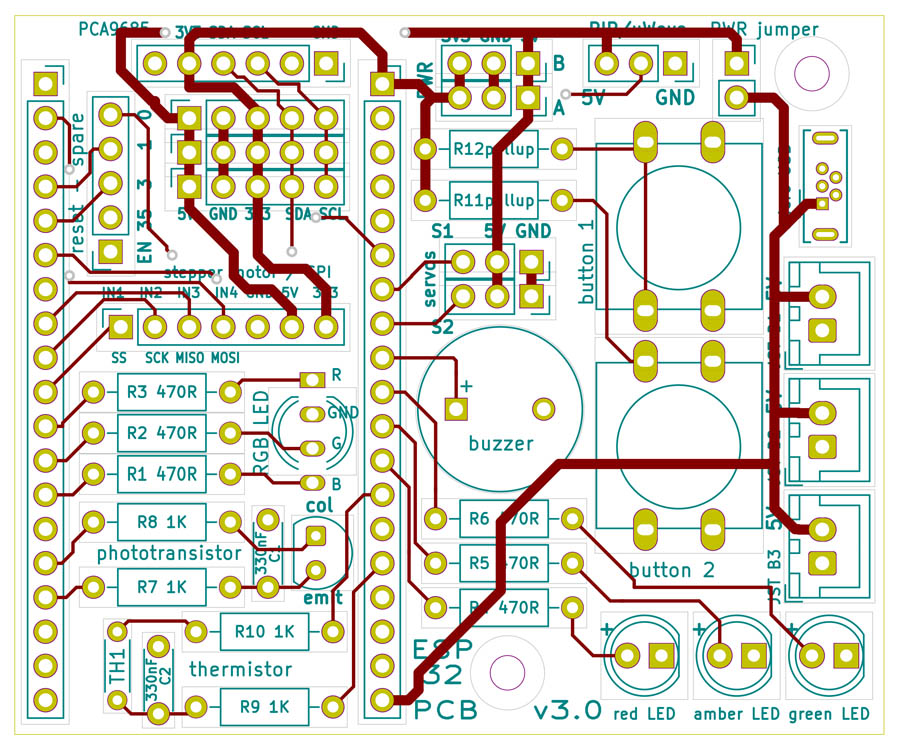 PCA9685
PIR/uWave
PWR jumper
3V3 SDA SCL GND
3V3 GND 5V
B
A
PWR
5V GND
spare
reset
0
1
3
35
EN
5V GND 3V3 SDA SCL
R12 pullup
R11 pullup
S1 5V GND
servos
S2
button 1
stepper motor / SPI
IN1 IN2 IN3 IN4 GND 5V 3V3
SS SCK MISO MOSI
R3 470R
R2 470R
R1 470R
R8 1K
R7 1K
phototransistor
RGB LED
R
GND
G
B
col
emit
330nF
C1
+
buzzer
R6 470R
R5 470R
470R
button 2
5V
5V
5V
JST B3
R10 1K
R9 1K
TH1
330nF
C2
thermistor
ESP
32
PCB v3.0
+
+
+
red LED
amber LED
green LED